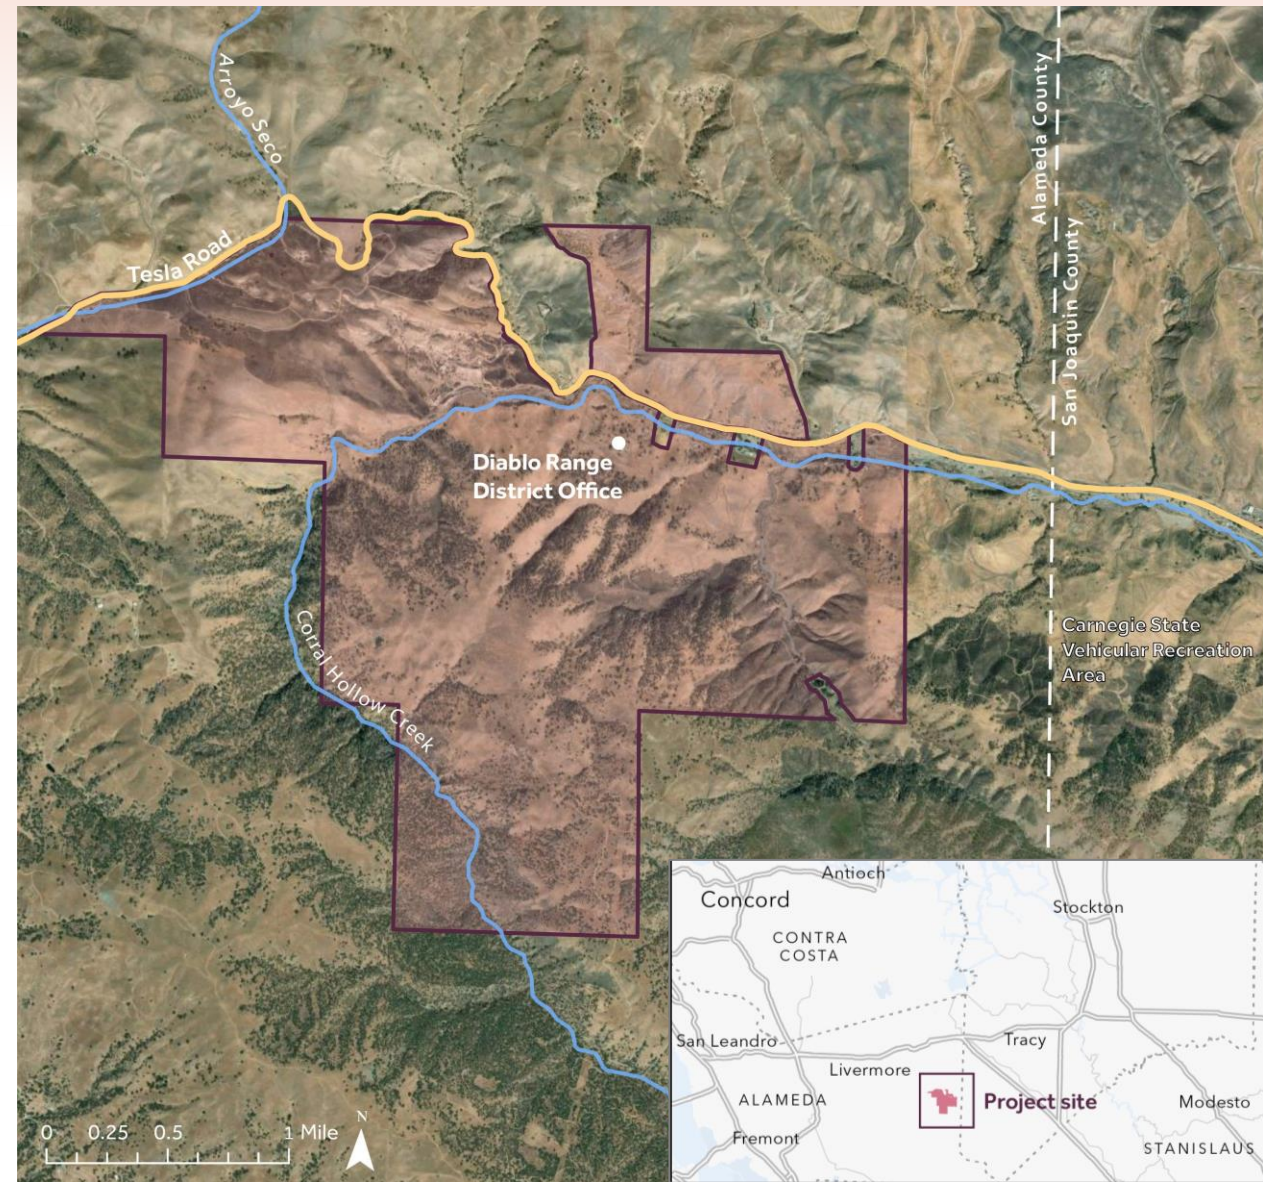 Arroyo Seco
Tesla Road
Alameda County
San Joaquin County
Diablo Range
District Office
Corral Hollow Creek
Carnegie State
Vehicular Recreation
Area
0 0.25 0.5 1 Mile
N
Antioch
Concord
Stockton
CONTRA
COSTA
San Leandro
Tracy
Livermore
ALAMEDA
Project site
Modesto
Fremont
STANISLAUS